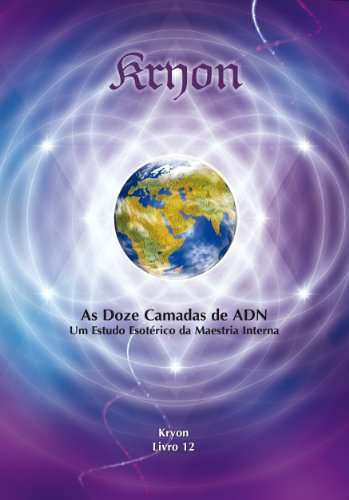 Kryon
As Doze Camadas de ADN
Um Estudo Esotérico da Maestria Interna
Kryon
Livro 12